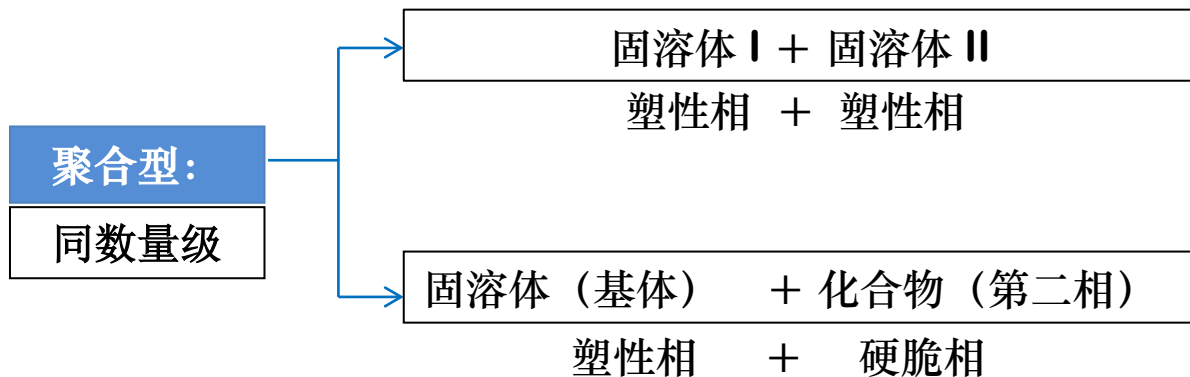 固溶体 I + 固溶体 II
塑性相 + 塑性相
聚合型:
同数量级
固溶体（基体） + 化合物（第二相）
塑性相 + 硬脆相